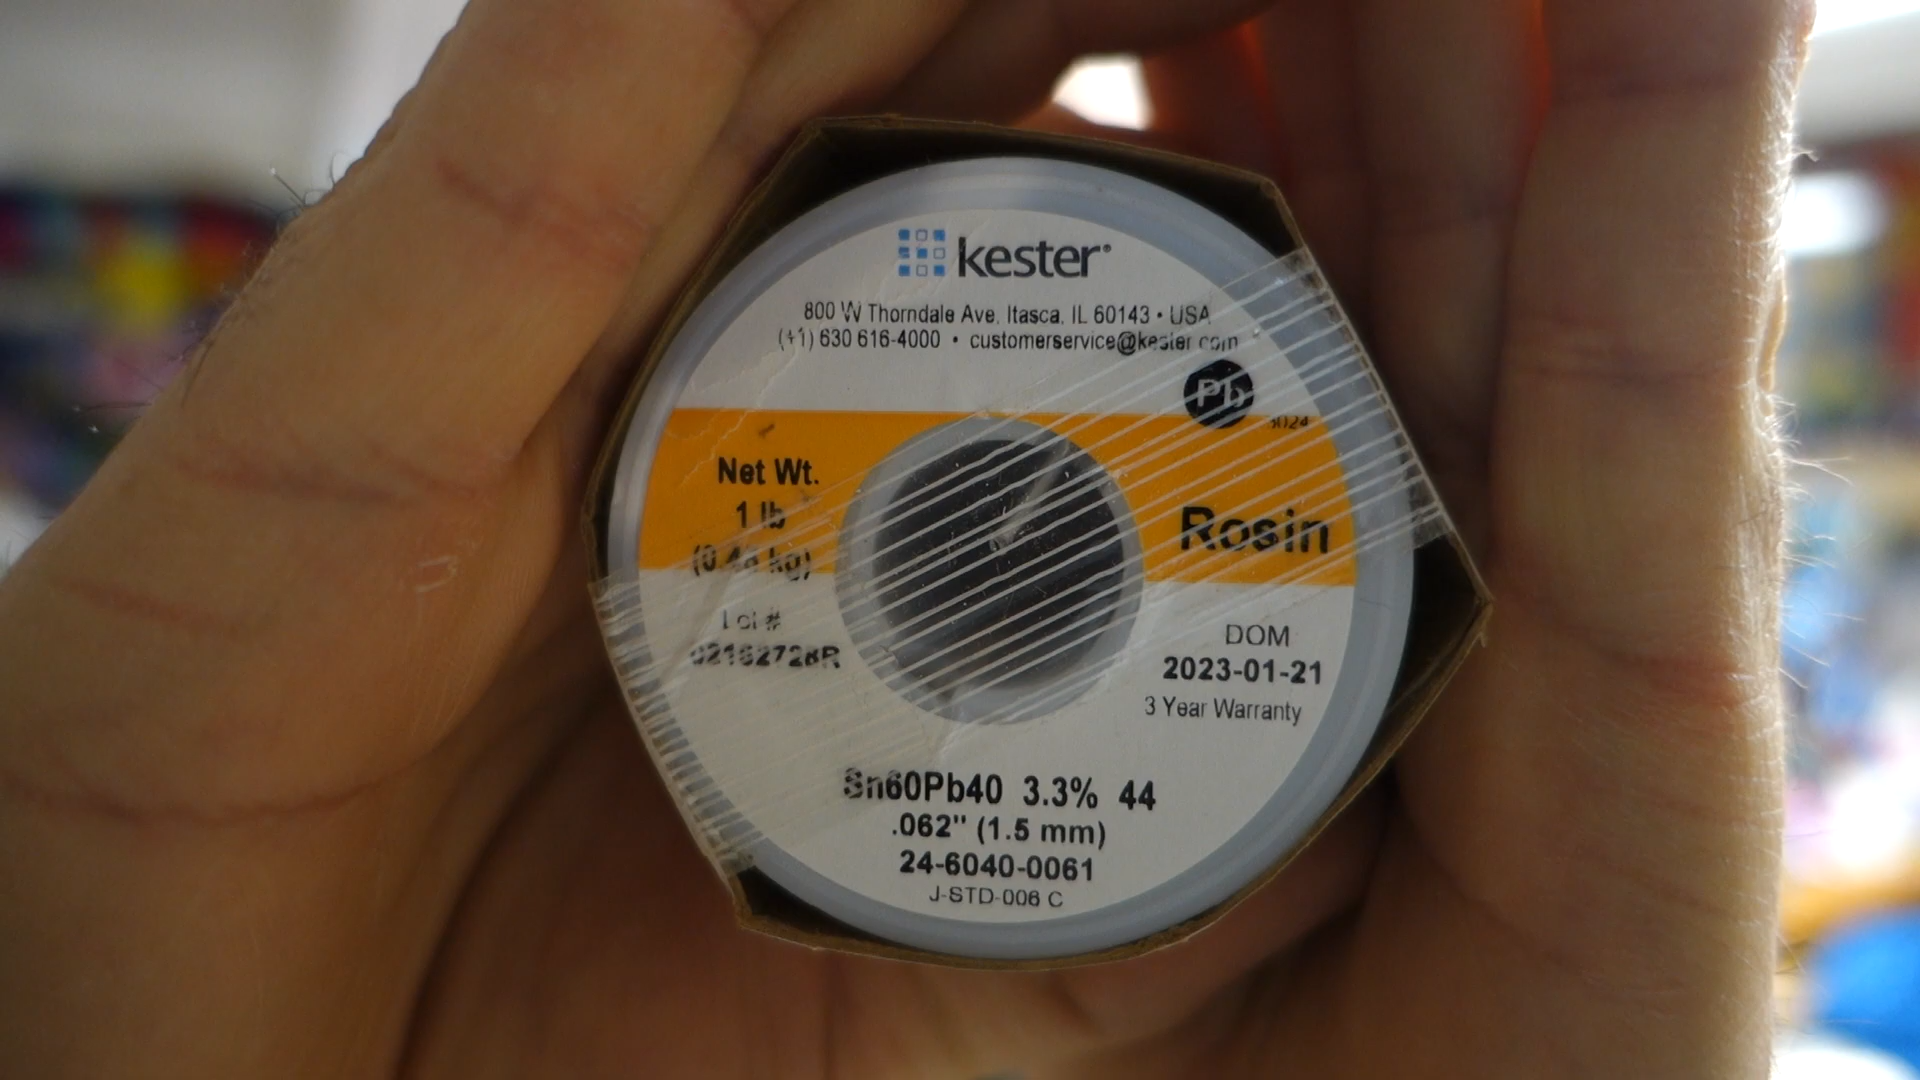 kester®
800 W Thorndale Ave, Itasca, IL 60143 • USA
(+1) 630 616-4000 • customerservice@kester.com
Pb
Net Wt.
1 lb
Rosin
Lot #
DOM
2023-01-21
3 Year Warranty
Sn60Pb40 3.3% 44
.062" (1.5 mm)
24-6040-0061
J-STD-006 C